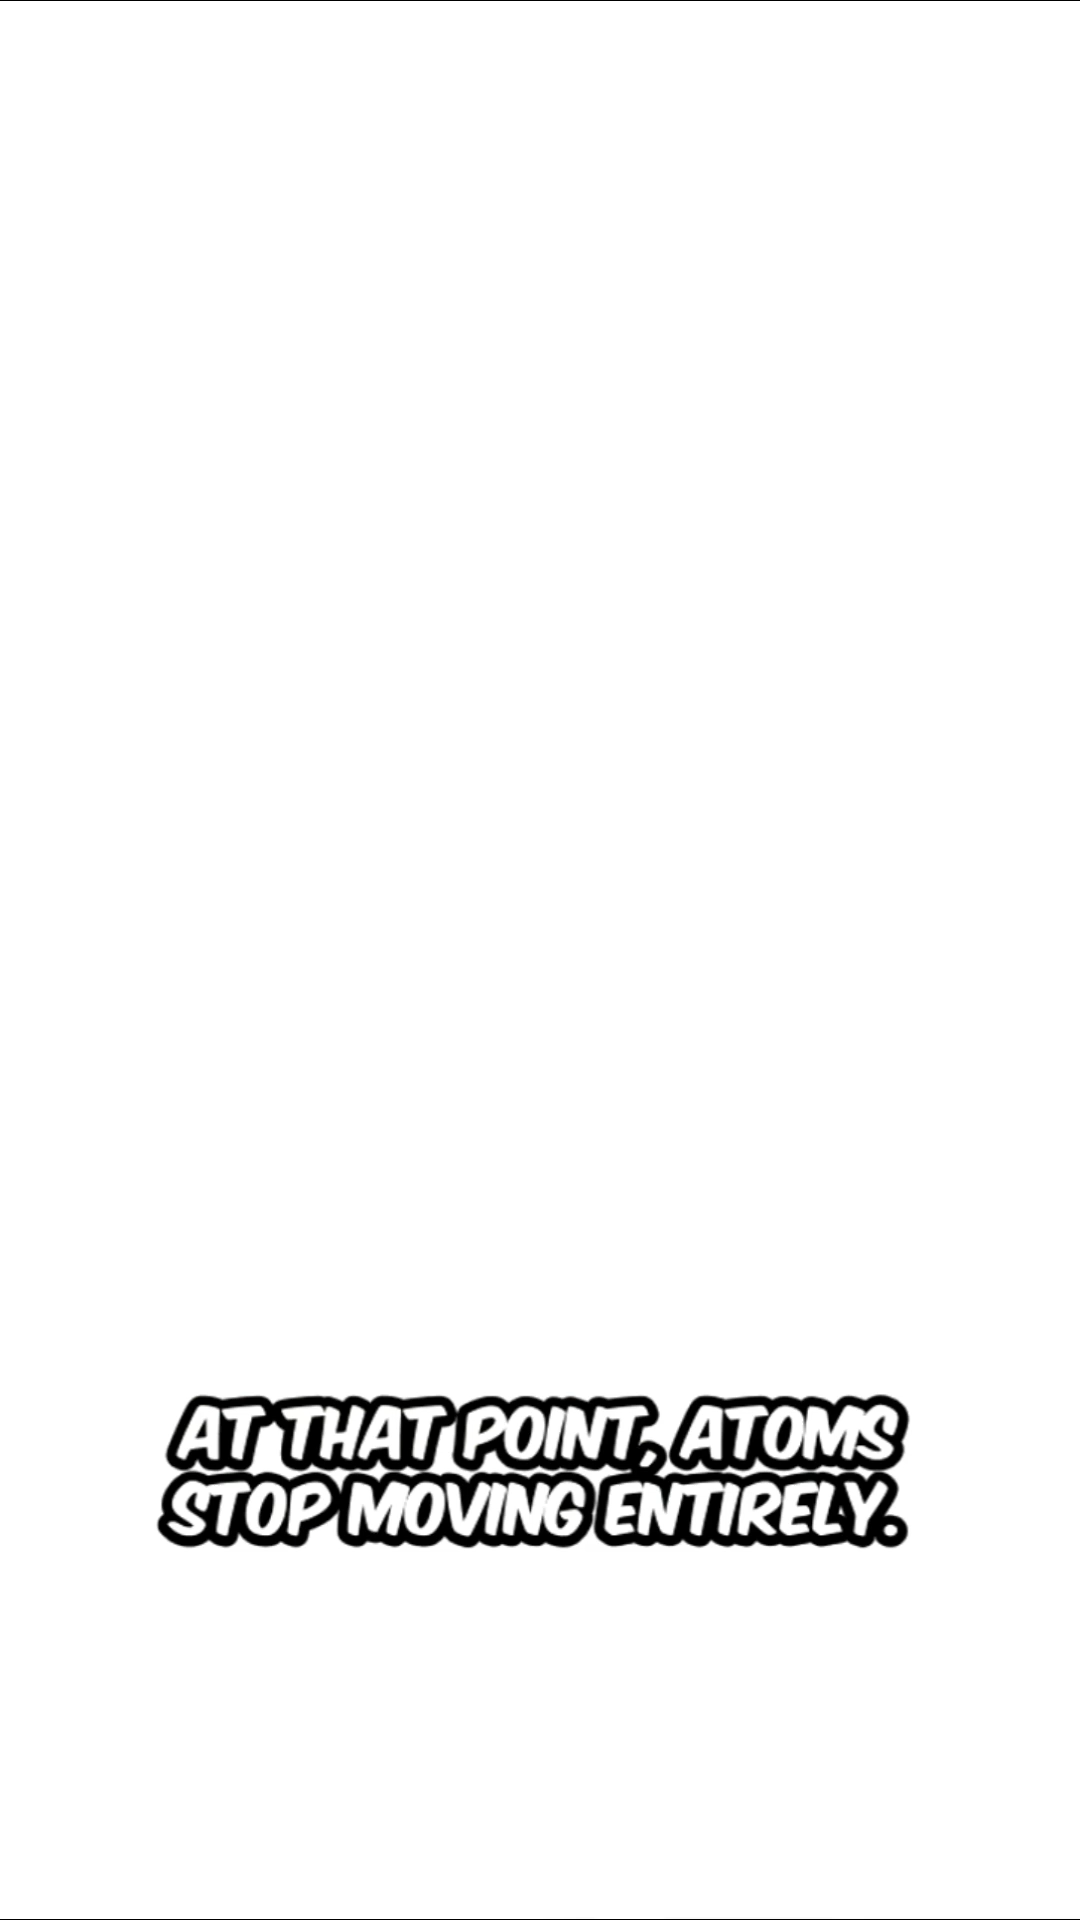 AT THAT POINT, ATOMS
STOP MOVING ENTIRELY.